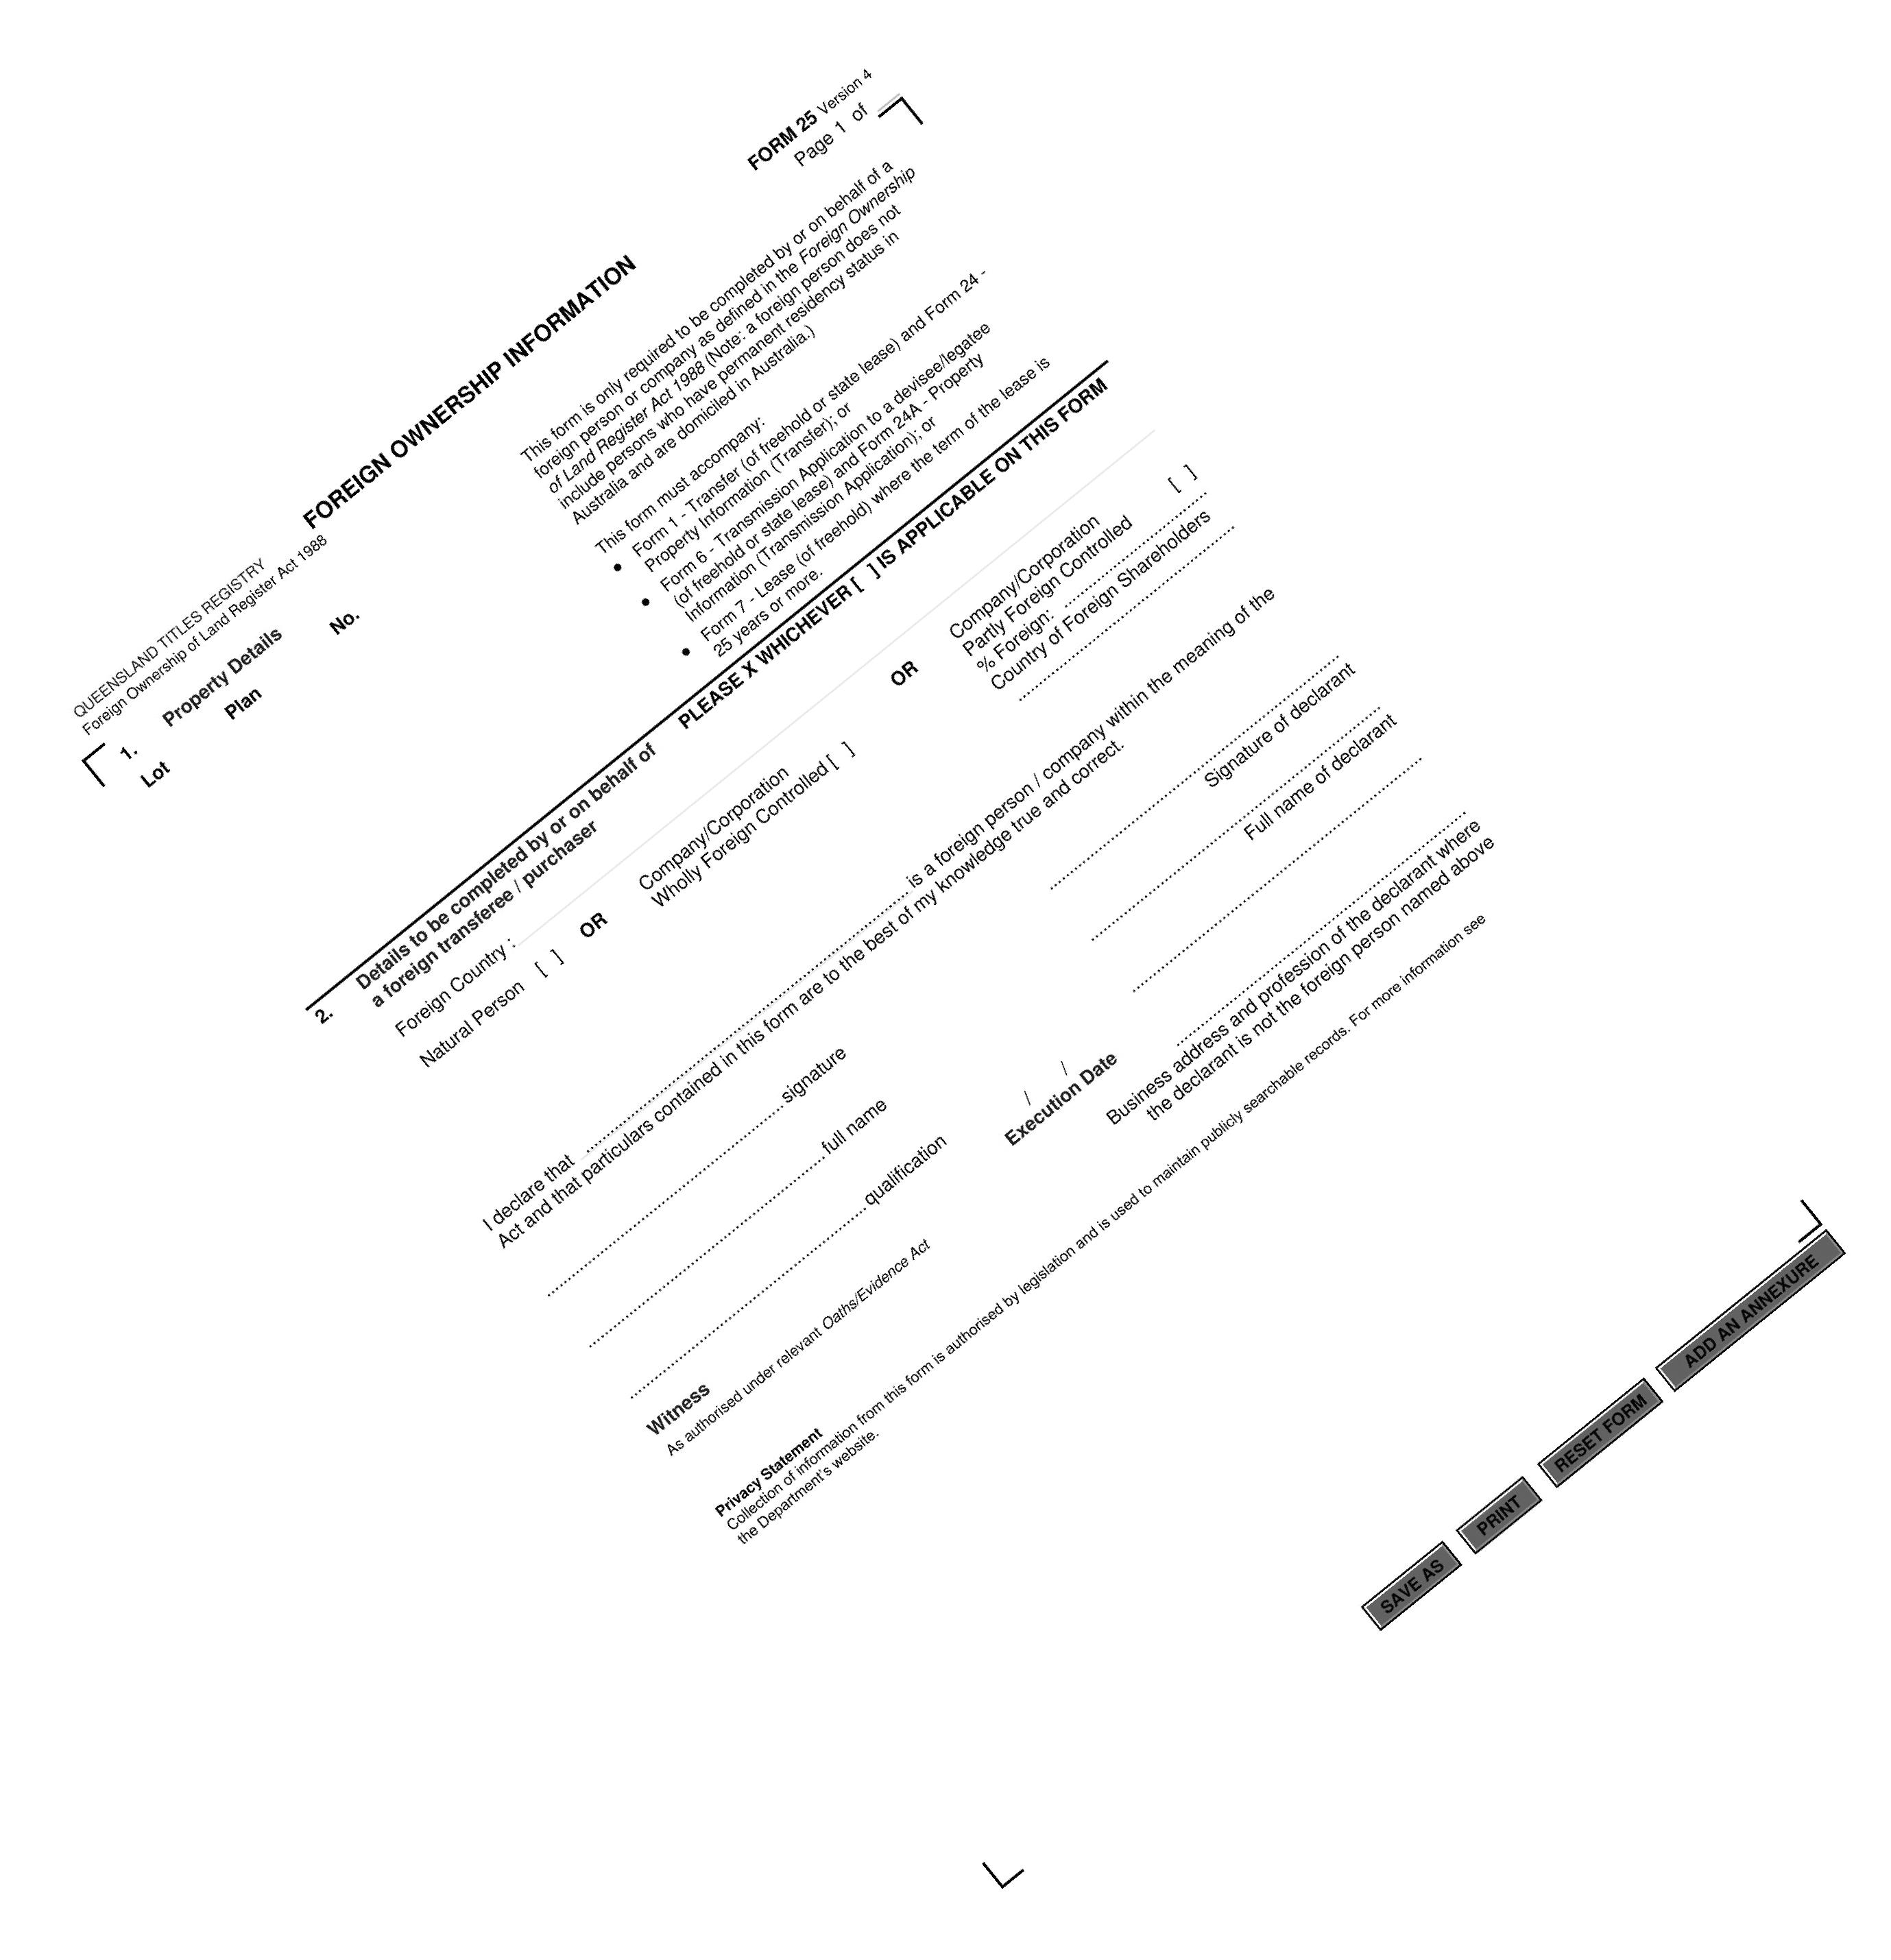 FORM 25 Version 4
QUEENSLAND TITLES REGISTRY
FOREIGN OWNERSHIP INFORMATION
Page 1 of
Foreign Ownership of Land Register Act 1988
1. Property Details
Lot Plan No.
This form is only required to be completed by or on behalf of a
foreign person or company as defined in the Foreign Ownership
of Land Register Act 1988 (Note: a foreign person does not
include persons who have permanent residency status in
Australia and are domiciled in Australia.)
This form must accompany:
• Form 1 - Transfer (of freehold or state lease) and Form 24 -
Property Information (Transfer); or
• Form 6 - Transmission Application to a devisee/legatee
(of freehold or state lease) and Form 24A - Property
Information (Transmission Application); or
• Form 7 - Lease (of freehold) where the term of the lease is
25 years or more.
2. Details to be completed by or on behalf of PLEASE X WHICHEVER [ ] IS APPLICABLE ON THIS FORM
a foreign transferee / purchaser
Foreign Country :
Natural Person [ ] OR
Company/Corporation
Wholly Foreign Controlled [ ]
OR
Company/Corporation
Partly Foreign Controlled [ ]
% Foreign: ....................
Country of Foreign Shareholders
..............................
I declare that .............................. is a foreign person / company within the meaning of the
Act and that particulars contained in this form are to the best of my knowledge true and correct.
..............................signature
..............................
Signature of declarant
..............................full name
..............................
Full name of declarant
..............................qualification
..............................
Witness
/ /
..............................
As authorised under relevant Oaths/Evidence Act
Execution Date
Business address and profession of the declarant where
the declarant is not the foreign person named above
Privacy Statement
Collection of information from this form is authorised by legislation and is used to maintain publicly searchable records. For more information see
the Department's website.
SAVE AS PRINT RESET FORM ADD AN ANNEXURE